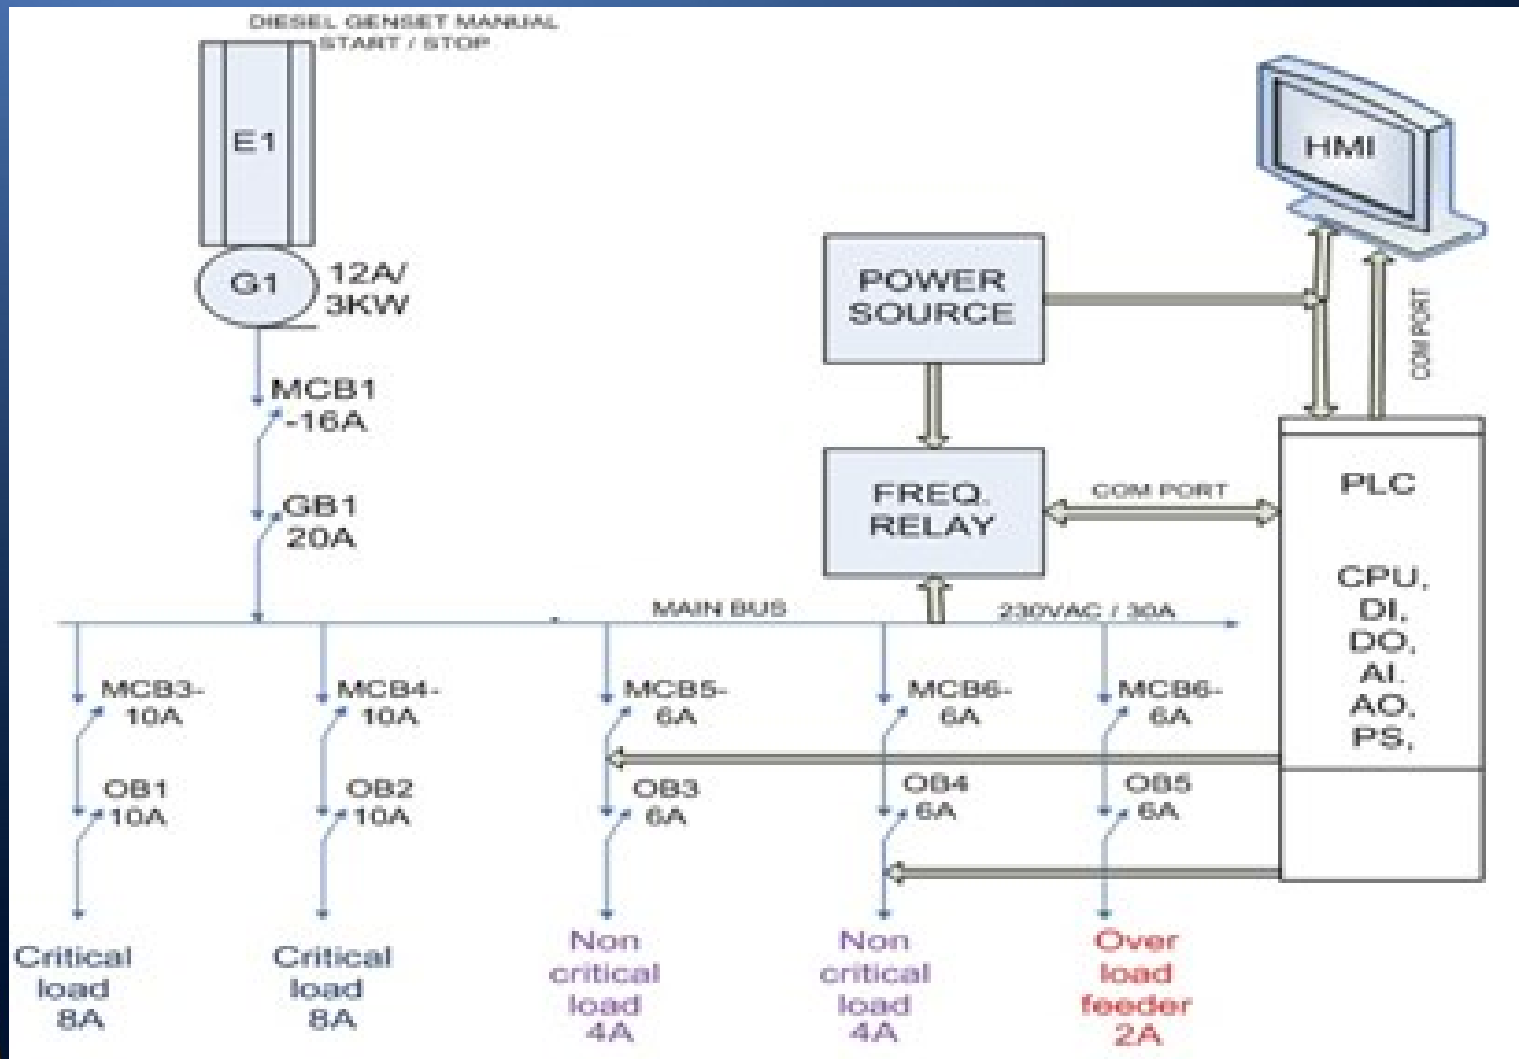 DIESEL GENSET MANUAL
START / STOP
E1
G1
12A/
3KW
HMI
POWER
SOURCE
COM PORT
MCB1
-16A
GB1
20A
FREQ.
RELAY
COM PORT
PLC
CPU,
DI,
DO,
AI.
AO,
PS,
MAIN BUS
230VAC / 30A
MCB3-
10A
MCB4-
10A
MCB5-
6A
MCB6-
6A
MCB6-
6A
OB1
10A
OB2
10A
OB3
6A
OB4
6A
OB5
6A
Critical
load
8A
Critical
load
8A
Non
critical
load
4A
Non
critical
load
4A
Over
load
feeder
2A